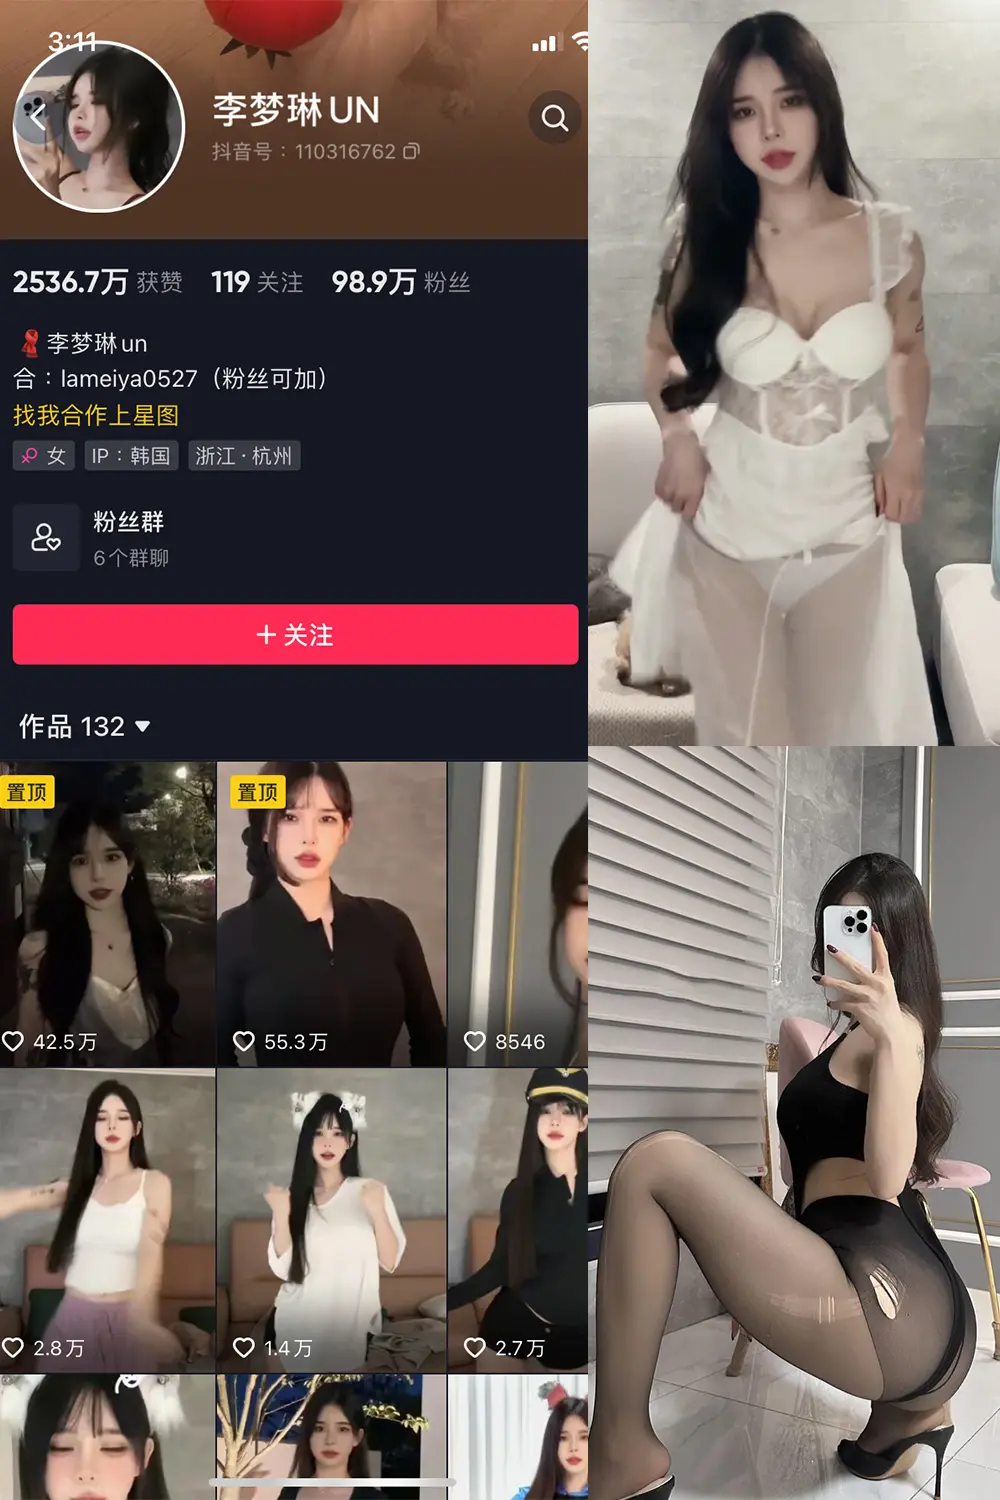 3:11
李梦琳UN
抖音号：110316762
2536.7万 获赞 119 关注 98.9万 粉丝
李梦琳un
合：lameiya0527（粉丝可加）
找我合作上星图
女 IP：韩国 浙江·杭州
粉丝群
6个群聊
+ 关注
作品 132
置顶 置顶
42.5万 55.3万 8546
2.8万 1.4万 2.7万